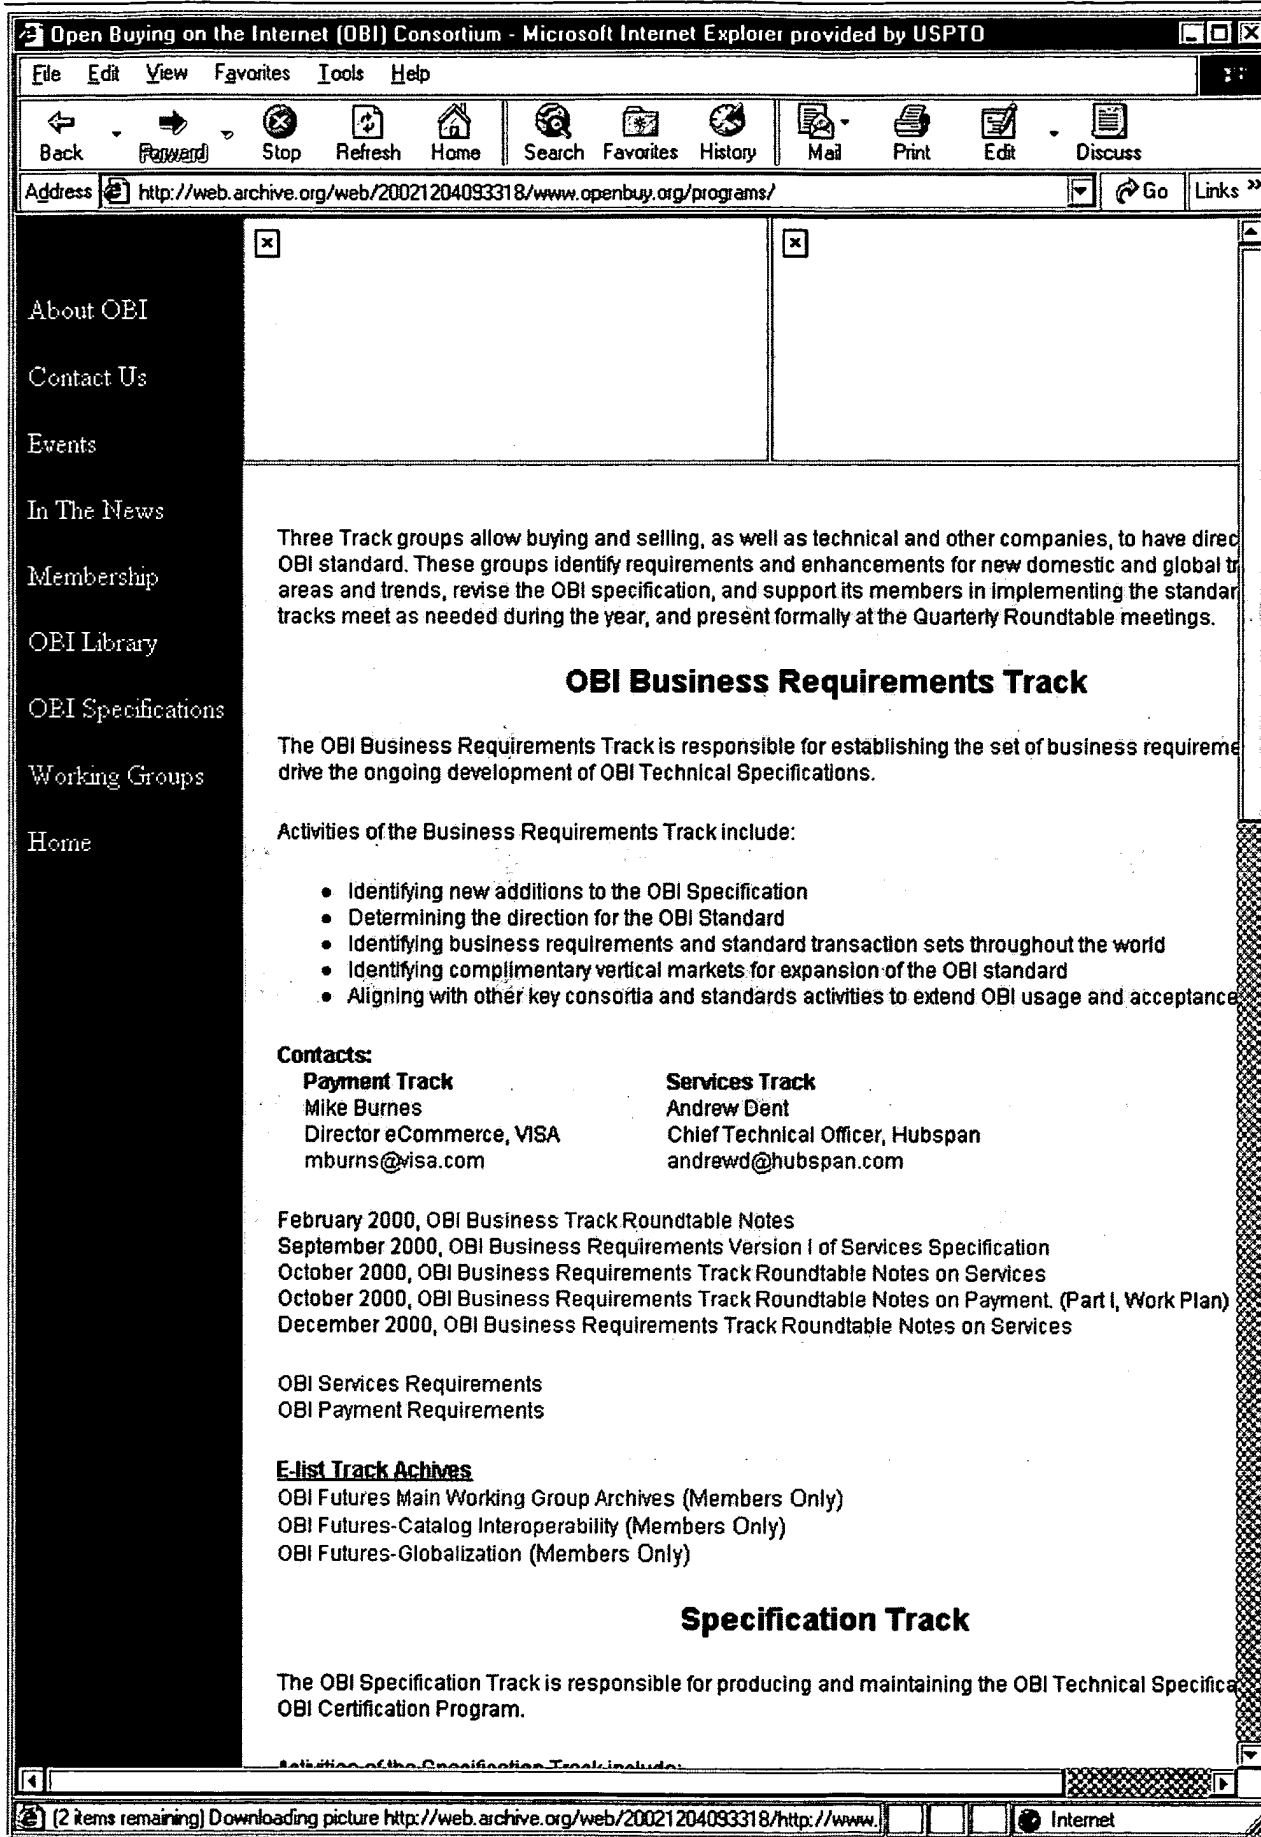 Open Buying on the Internet (OBI) Consortium - Microsoft Internet Explorer provided by USPTO
File Edit View Favorites Tools Help
Back Forward Stop Refresh Home Search Favorites History Mail Print Edit Discuss
Address http://web.archive.org/web/20021204093318/www.openbuy.org/programs/ Go Links »
About OBI
Contact Us
Events
In The News
Membership
OBI Library
OBI Specifications
Working Groups
Home
Three Track groups allow buying and selling, as well as technical and other companies, to have direc
OBI standard. These groups identify requirements and enhancements for new domestic and global tr
areas and trends, revise the OBI specification, and support its members in implementing the standar
tracks meet as needed during the year, and present formally at the Quarterly Roundtable meetings.
OBI Business Requirements Track
The OBI Business Requirements Track is responsible for establishing the set of business requireme
drive the ongoing development of OBI Technical Specifications.
Activities of the Business Requirements Track include:
• Identifying new additions to the OBI Specification
• Determining the direction for the OBI Standard
• Identifying business requirements and standard transaction sets throughout the world
• Identifying complimentary vertical markets for expansion of the OBI standard
• Aligning with other key consortia and standards activities to extend OBI usage and acceptance
Contacts:
Payment Track Services Track
Mike Burnes Andrew Dent
Director eCommerce, VISA Chief Technical Officer, Hubspan
mburns@visa.com andrewd@hubspan.com
February 2000, OBI Business Track Roundtable Notes
September 2000, OBI Business Requirements Version I of Services Specification
October 2000, OBI Business Requirements Track Roundtable Notes on Services
October 2000, OBI Business Requirements Track Roundtable Notes on Payment. (Part I, Work Plan)
December 2000, OBI Business Requirements Track Roundtable Notes on Services
OBI Services Requirements
OBI Payment Requirements
E-list Track Achives
OBI Futures Main Working Group Archives (Members Only)
OBI Futures-Catalog Interoperability (Members Only)
OBI Futures-Globalization (Members Only)
Specification Track
The OBI Specification Track is responsible for producing and maintaining the OBI Technical Specifica
OBI Certification Program.
Activities of the Specification Track include:
(2 items remaining) Downloading picture http://web.archive.org/web/20021204093318/http://www. Internet